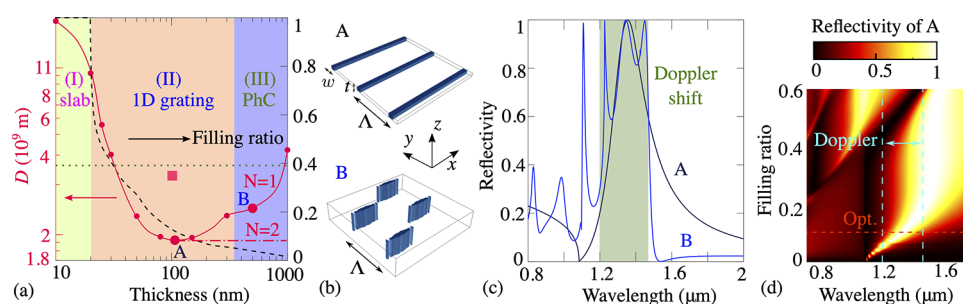 (a)
D (10⁹ m)
11
4
2
1.8
(I)
slab
(II)
1D grating
(III)
PhC
Filling ratio
N=1
B
N=2
A
1
0.8
0.6
0.4
0.2
0
10
100
1000
Thickness (nm)
(b)
A
w
t
Λ
z
y
x
B
Λ
(c)
Reflectivity
1
0.8
0.6
0.4
0.2
0
Doppler
shift
A
B
0.8
1.2
1.6
2
Wavelength (μm)
Reflectivity of A
0
0.5
1
(d)
Filling ratio
0.6
0.4
0.2
0
Doppler
Opt.
0.8
1.2
1.6
Wavelength (μm)